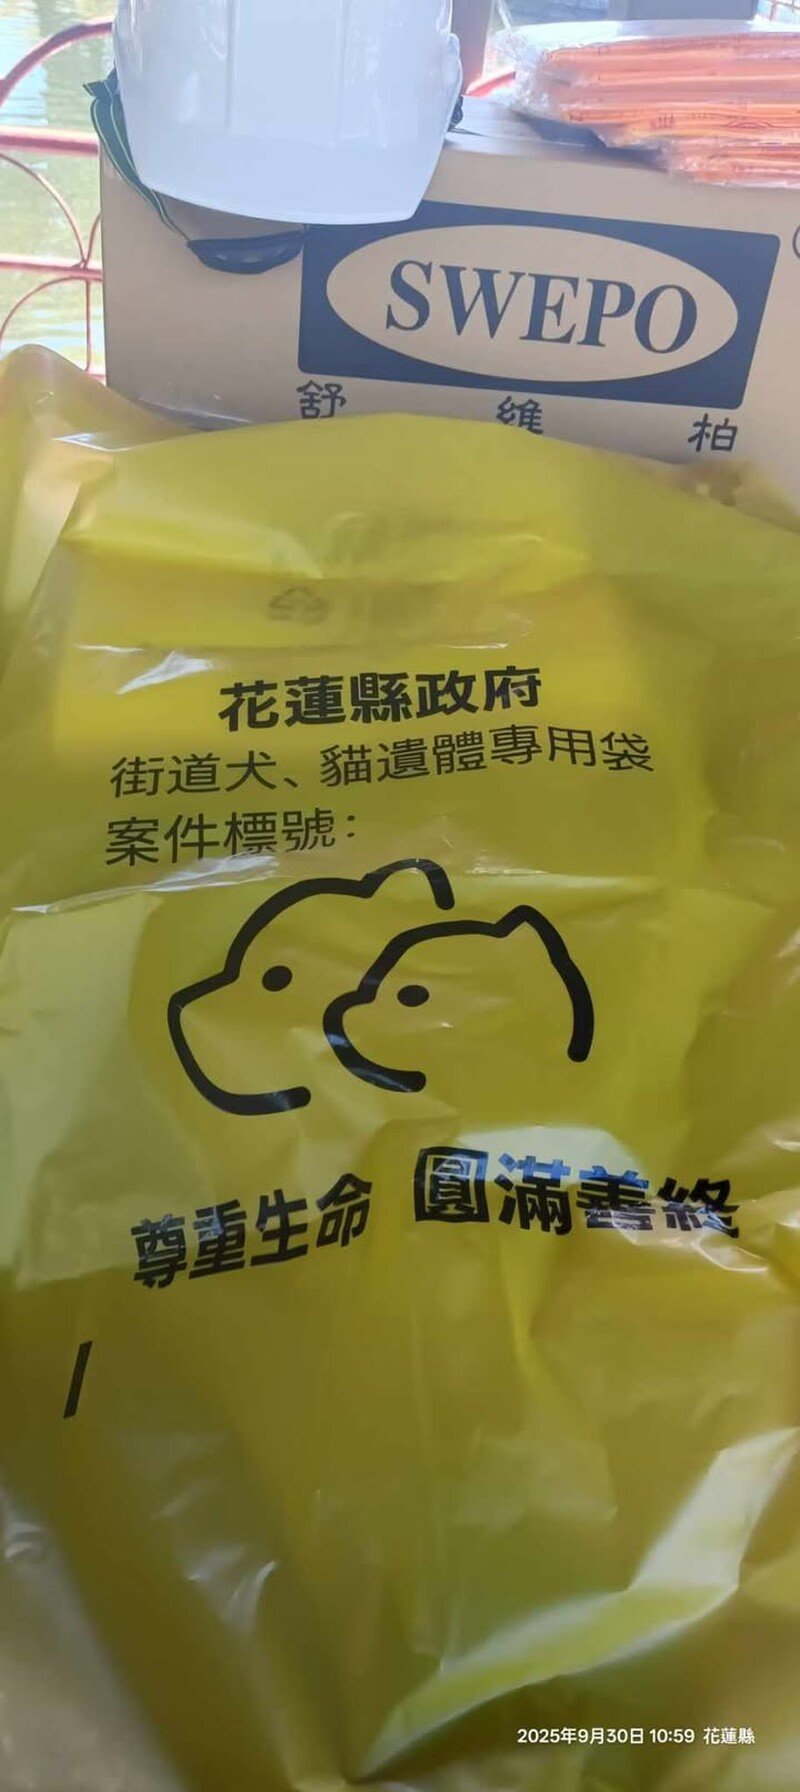 SWEPO
舒維柏
花蓮縣政府
街道犬、貓遺體專用袋
案件標號：
尊重生命 圓滿善終
2025年9月30日 10:59 花蓮縣